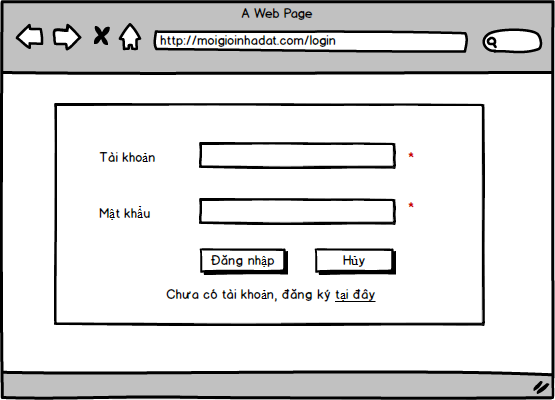 A Web Page
http://moigioinhadat.com/login
Tài khoản *
Mật khẩu *
Đăng nhập Hủy
Chưa có tài khoản, đăng ký tại đây